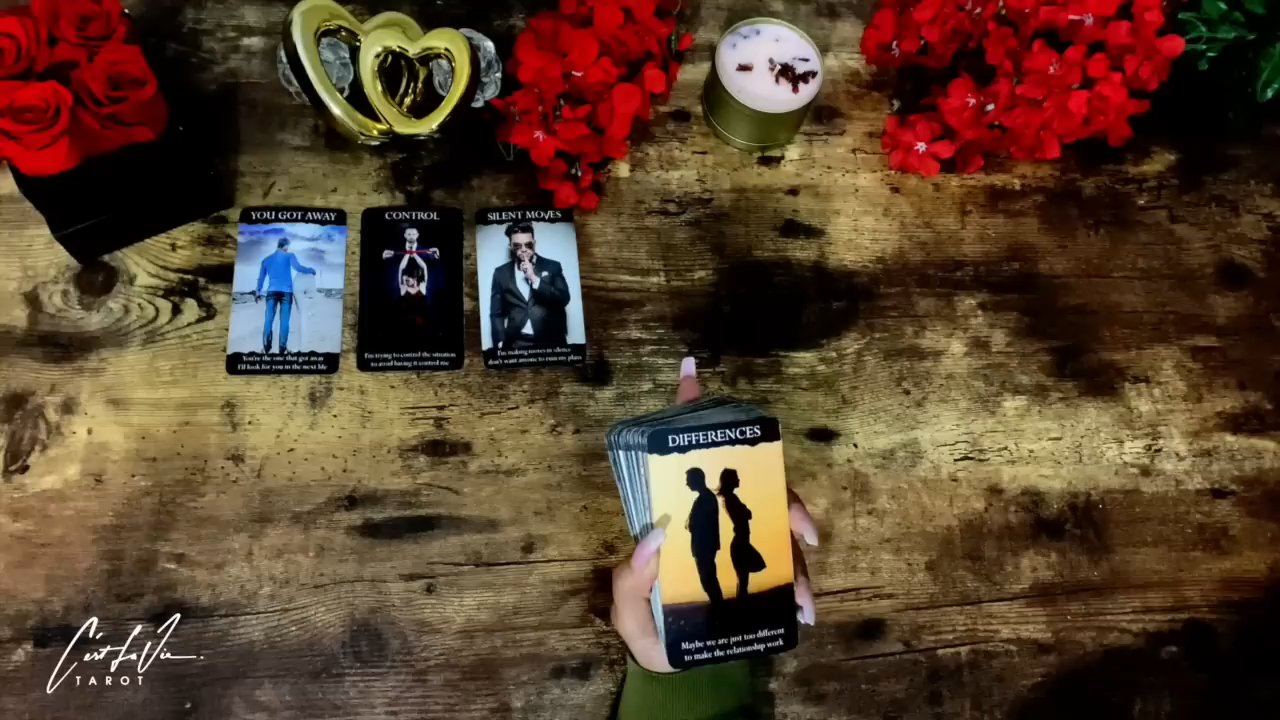 YOU GOT AWAY
You're the one that got away
I'll look for you in the next life
CONTROL
I'm trying to control the situation
to avoid having it control me
SILENT MOVES
I'm making moves in silence
don't want anyone to ruin my plans
DIFFERENCES
Maybe we are just too different
to make the relationship work
C'est La Vie
TAROT